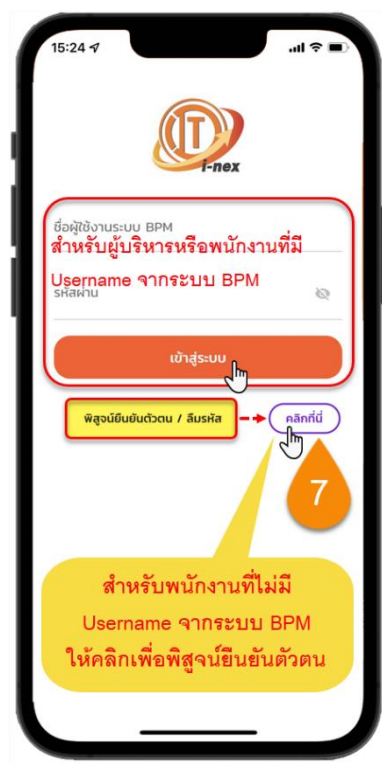 15:24
IT
i-nex
ชื่อผู้ใช้งานระบบ BPM
สำหรับผู้บริหารหรือพนักงานที่มี
Username จากระบบ BPM
รหัสผ่าน
เข้าสู่ระบบ
พิสูจน์ยืนยันตัวตน / ลืมรหัส
คลิกที่นี่
7
สำหรับพนักงานที่ไม่มี
Username จากระบบ BPM
ให้คลิกเพื่อพิสูจน์ยืนยันตัวตน